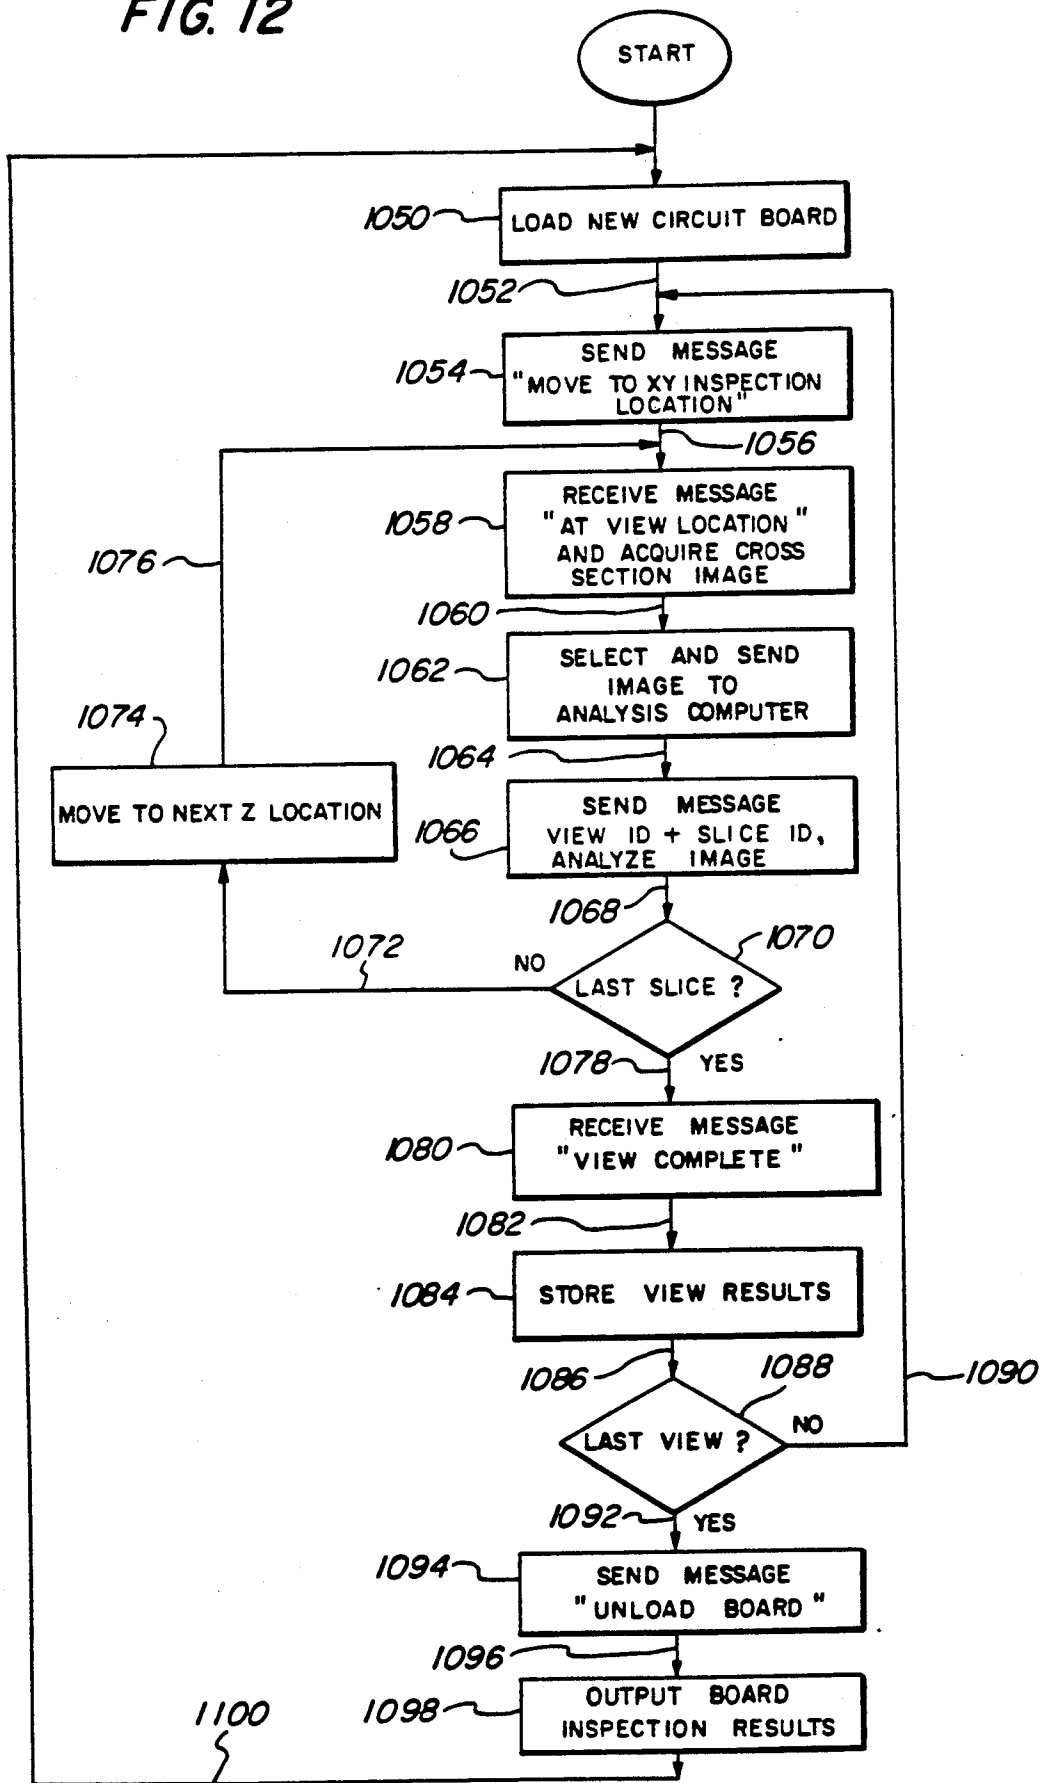 FIG. 12
START
1050
LOAD NEW CIRCUIT BOARD
1052
1054
SEND MESSAGE
"MOVE TO XY INSPECTION
LOCATION"
1056
1058
RECEIVE MESSAGE
"AT VIEW LOCATION"
AND ACQUIRE CROSS
SECTION IMAGE
1076
1060
1062
SELECT AND SEND
IMAGE TO
ANALYSIS COMPUTER
1074
1064
MOVE TO NEXT Z LOCATION
1066
SEND MESSAGE
VIEW ID + SLICE ID,
ANALYZE IMAGE
1068
1070
1072
NO
LAST SLICE ?
1078
YES
1080
RECEIVE MESSAGE
"VIEW COMPLETE"
1082
1084
STORE VIEW RESULTS
1086
1088
1090
LAST VIEW ?
NO
1092
YES
1094
SEND MESSAGE
"UNLOAD BOARD"
1096
1098
OUTPUT BOARD
INSPECTION RESULTS
1100